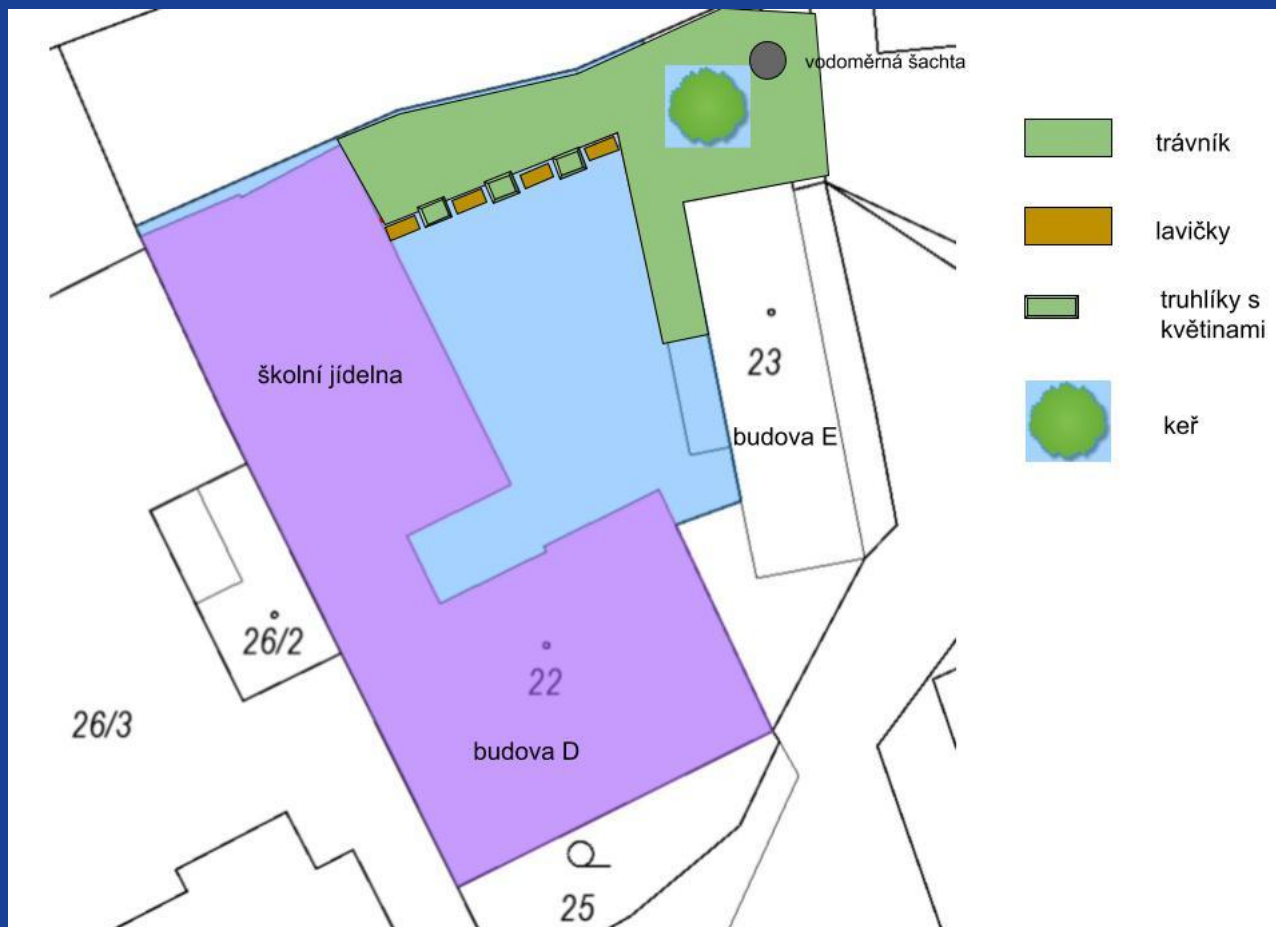 vodoměrná šachta
trávník
lavičky
truhlíky s
květinami
keř
školní jídelna
23
budova E
26/2
22
26/3
budova D
25